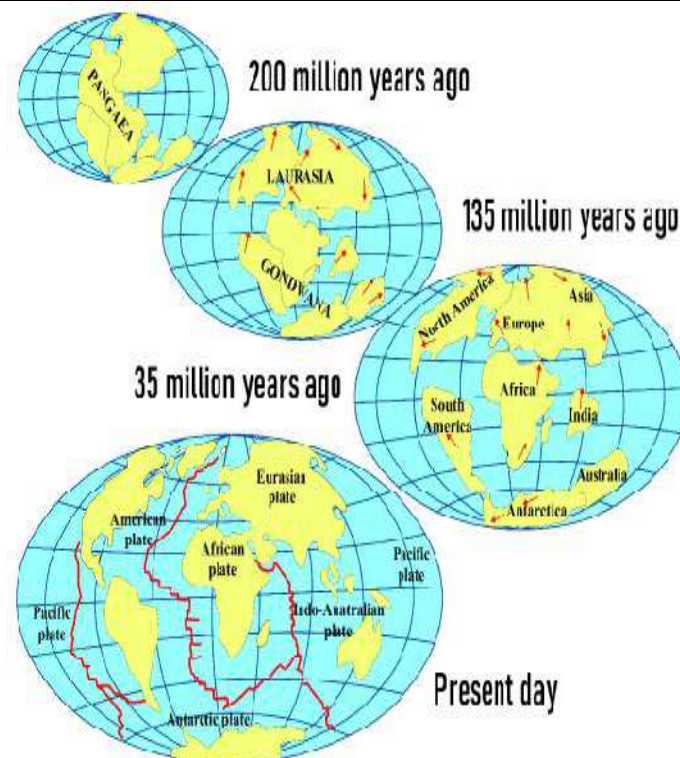 PANGAEA
200 million years ago
LAURASIA
GONDWANA
135 million years ago
North America
Europe
Asia
Africa
South
America
India
Australia
Antarctica
35 million years ago
American
plate
Eurasian
plate
African
plate
Pacific
plate
Pacific
plate
Indo-Australian
plate
Antarctic plate
Present day